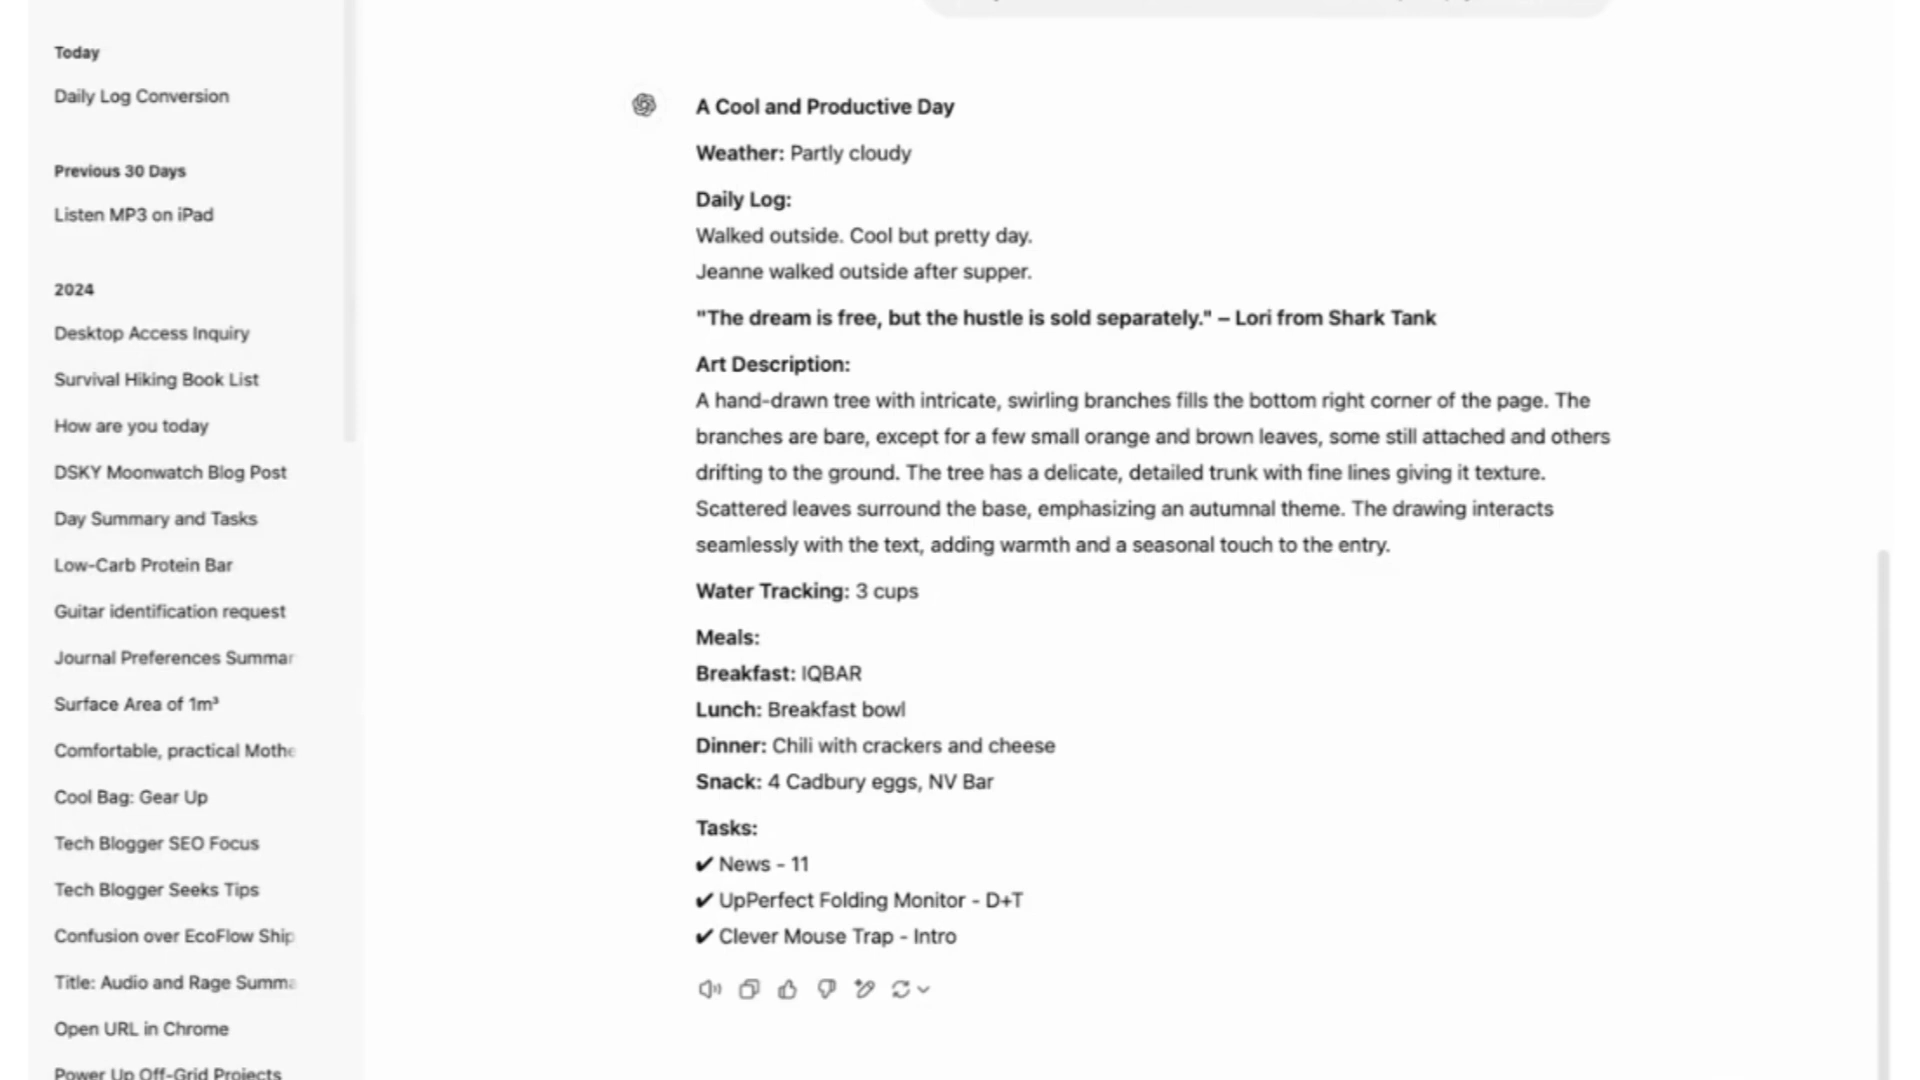 Today
Daily Log Conversion
Previous 30 Days
Listen MP3 on iPad
2024
Desktop Access Inquiry
Survival Hiking Book List
How are you today
DSKY Moonwatch Blog Post
Day Summary and Tasks
Low-Carb Protein Bar
Guitar identification request
Journal Preferences Summar
Surface Area of 1m³
Comfortable, practical Mothe
Cool Bag: Gear Up
Tech Blogger SEO Focus
Tech Blogger Seeks Tips
Confusion over EcoFlow Ship
Title: Audio and Rage Summa
Open URL in Chrome
Power Up Off-Grid Projects
A Cool and Productive Day
Weather: Partly cloudy
Daily Log:
Walked outside. Cool but pretty day.
Jeanne walked outside after supper.
"The dream is free, but the hustle is sold separately." – Lori from Shark Tank
Art Description:
A hand-drawn tree with intricate, swirling branches fills the bottom right corner of the page. The
branches are bare, except for a few small orange and brown leaves, some still attached and others
drifting to the ground. The tree has a delicate, detailed trunk with fine lines giving it texture.
Scattered leaves surround the base, emphasizing an autumnal theme. The drawing interacts
seamlessly with the text, adding warmth and a seasonal touch to the entry.
Water Tracking: 3 cups
Meals:
Breakfast: IQBAR
Lunch: Breakfast bowl
Dinner: Chili with crackers and cheese
Snack: 4 Cadbury eggs, NV Bar
Tasks:
✔ News - 11
✔ UpPerfect Folding Monitor - D+T
✔ Clever Mouse Trap - Intro